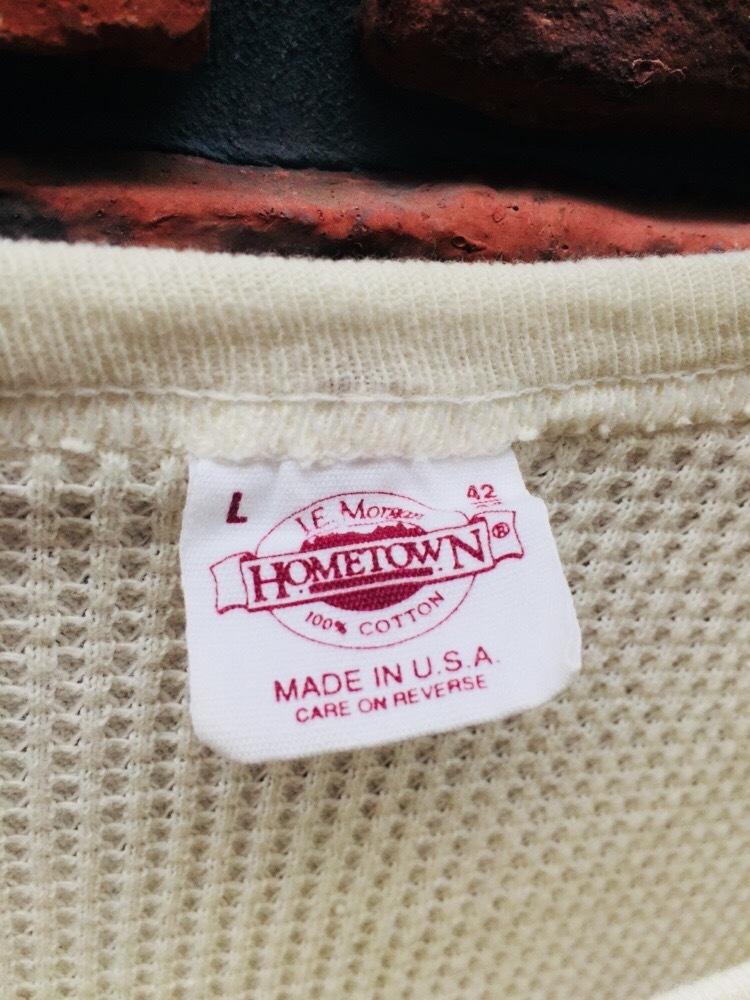 L 42
J.E. Morgan
HOMETOWN®
100% COTTON
MADE IN U.S.A.
CARE ON REVERSE